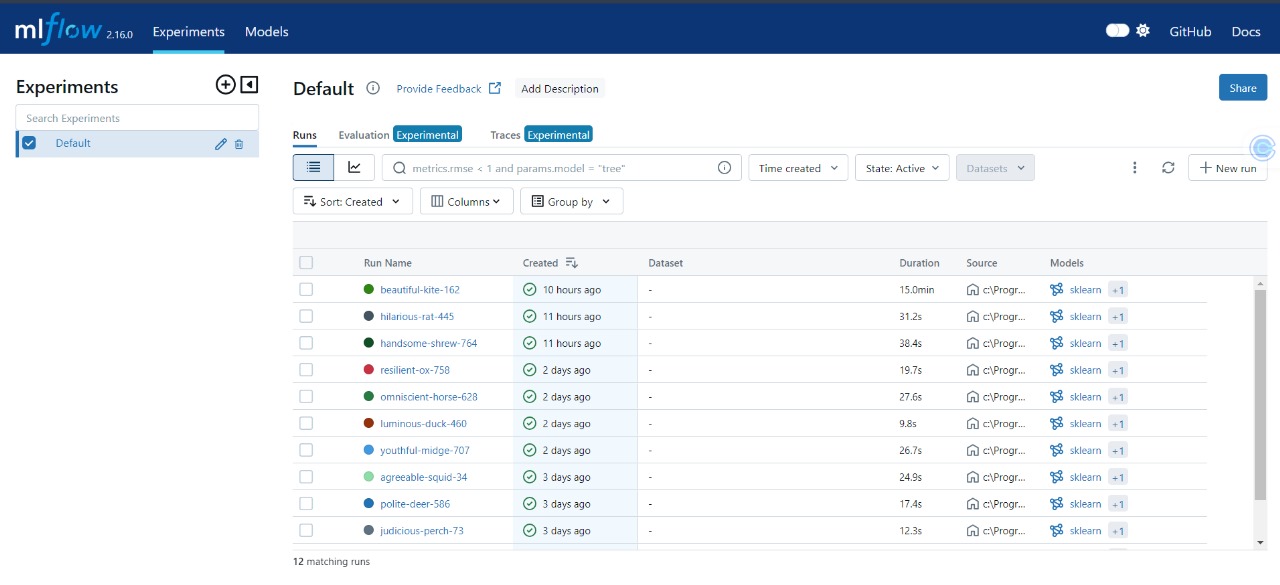 mlflow 2.16.0 Experiments Models GitHub Docs
Experiments
Search Experiments
Default
Default Provide Feedback Add Description Share
Runs Evaluation Experimental Traces Experimental
metrics.rmse < 1 and params.model = "tree" Time created State: Active Datasets New run
Sort: Created Columns Group by
Run Name Created Dataset Duration Source Models
beautiful-kite-162 10 hours ago - 15.0min c:\Progr... sklearn +1
hilarious-rat-445 11 hours ago - 31.2s c:\Progr... sklearn +1
handsome-shrew-764 11 hours ago - 38.4s c:\Progr... sklearn +1
resilient-ox-758 2 days ago - 19.7s c:\Progr... sklearn +1
omniscient-horse-628 2 days ago - 27.6s c:\Progr... sklearn +1
luminous-duck-460 2 days ago - 9.8s c:\Progr... sklearn +1
youthful-midge-707 2 days ago - 26.7s c:\Progr... sklearn +1
agreeable-squid-34 3 days ago - 24.9s c:\Progr... sklearn +1
polite-deer-586 3 days ago - 17.4s c:\Progr... sklearn +1
judicious-perch-73 3 days ago - 12.3s c:\Progr... sklearn +1
12 matching runs